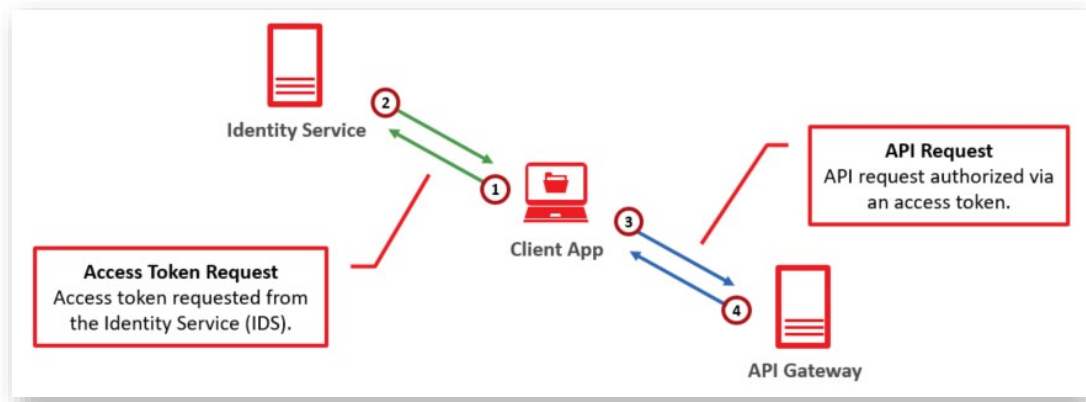 2
Identity Service
1
API Request
API request authorized via
an access token.
3
Client App
Access Token Request
Access token requested from
the Identity Service (IDS).
4
API Gateway